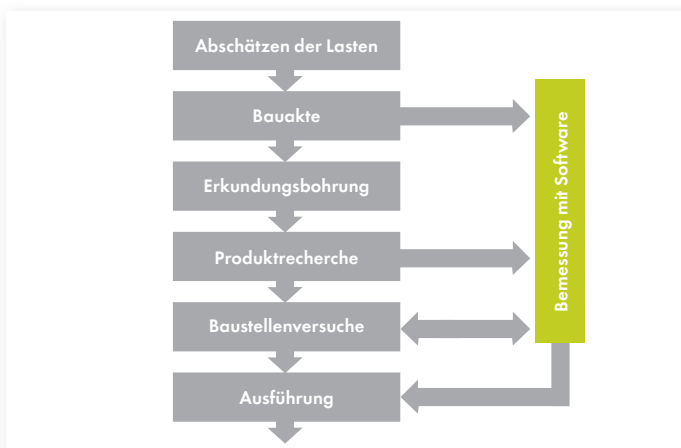 Abschätzen der Lasten
Bauakte
Erkundungsbohrung
Produktrecherche
Baustellenversuche
Ausführung
Bemessung mit Software